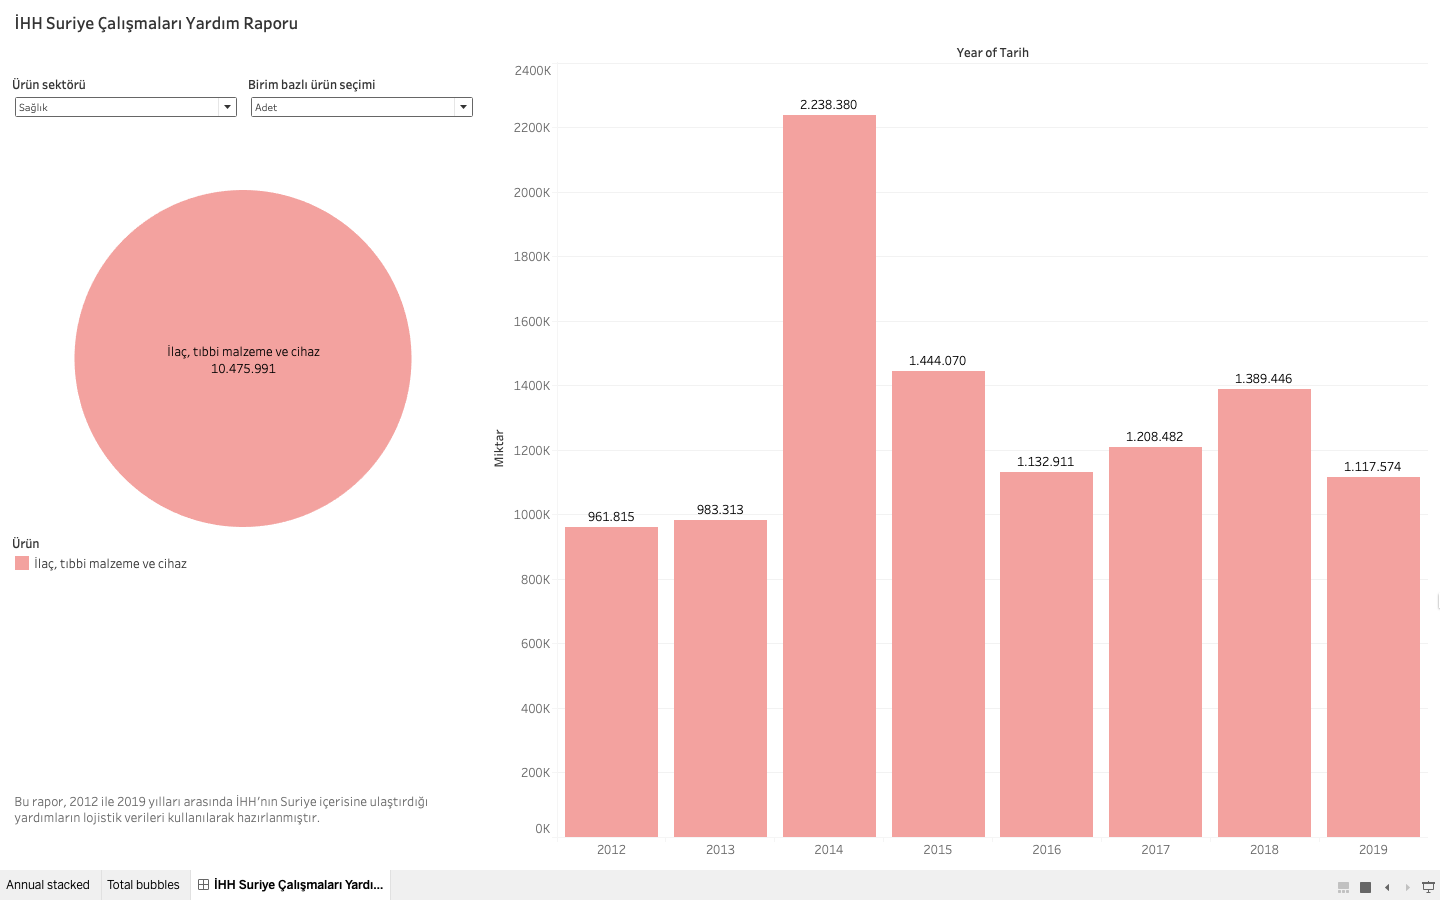 İHH Suriye Çalışmaları Yardım Raporu
Ürün sektörü
Birim bazlı ürün seçimi
Sağlık
Adet
İlaç, tıbbi malzeme ve cihaz
10.475.991
Ürün
İlaç, tıbbi malzeme ve cihaz
Bu rapor, 2012 ile 2019 yılları arasında İHH’nın Suriye içerisine ulaştırdığı
yardımların lojistik verileri kullanılarak hazırlanmıştır.
Year of Tarih
Miktar
2400K
2200K
2000K
1800K
1600K
1400K
1200K
1000K
800K
600K
400K
200K
0K
961.815
983.313
2.238.380
1.444.070
1.132.911
1.208.482
1.389.446
1.117.574
2012
2013
2014
2015
2016
2017
2018
2019
Annual stacked
Total bubbles
İHH Suriye Çalışmaları Yardı...